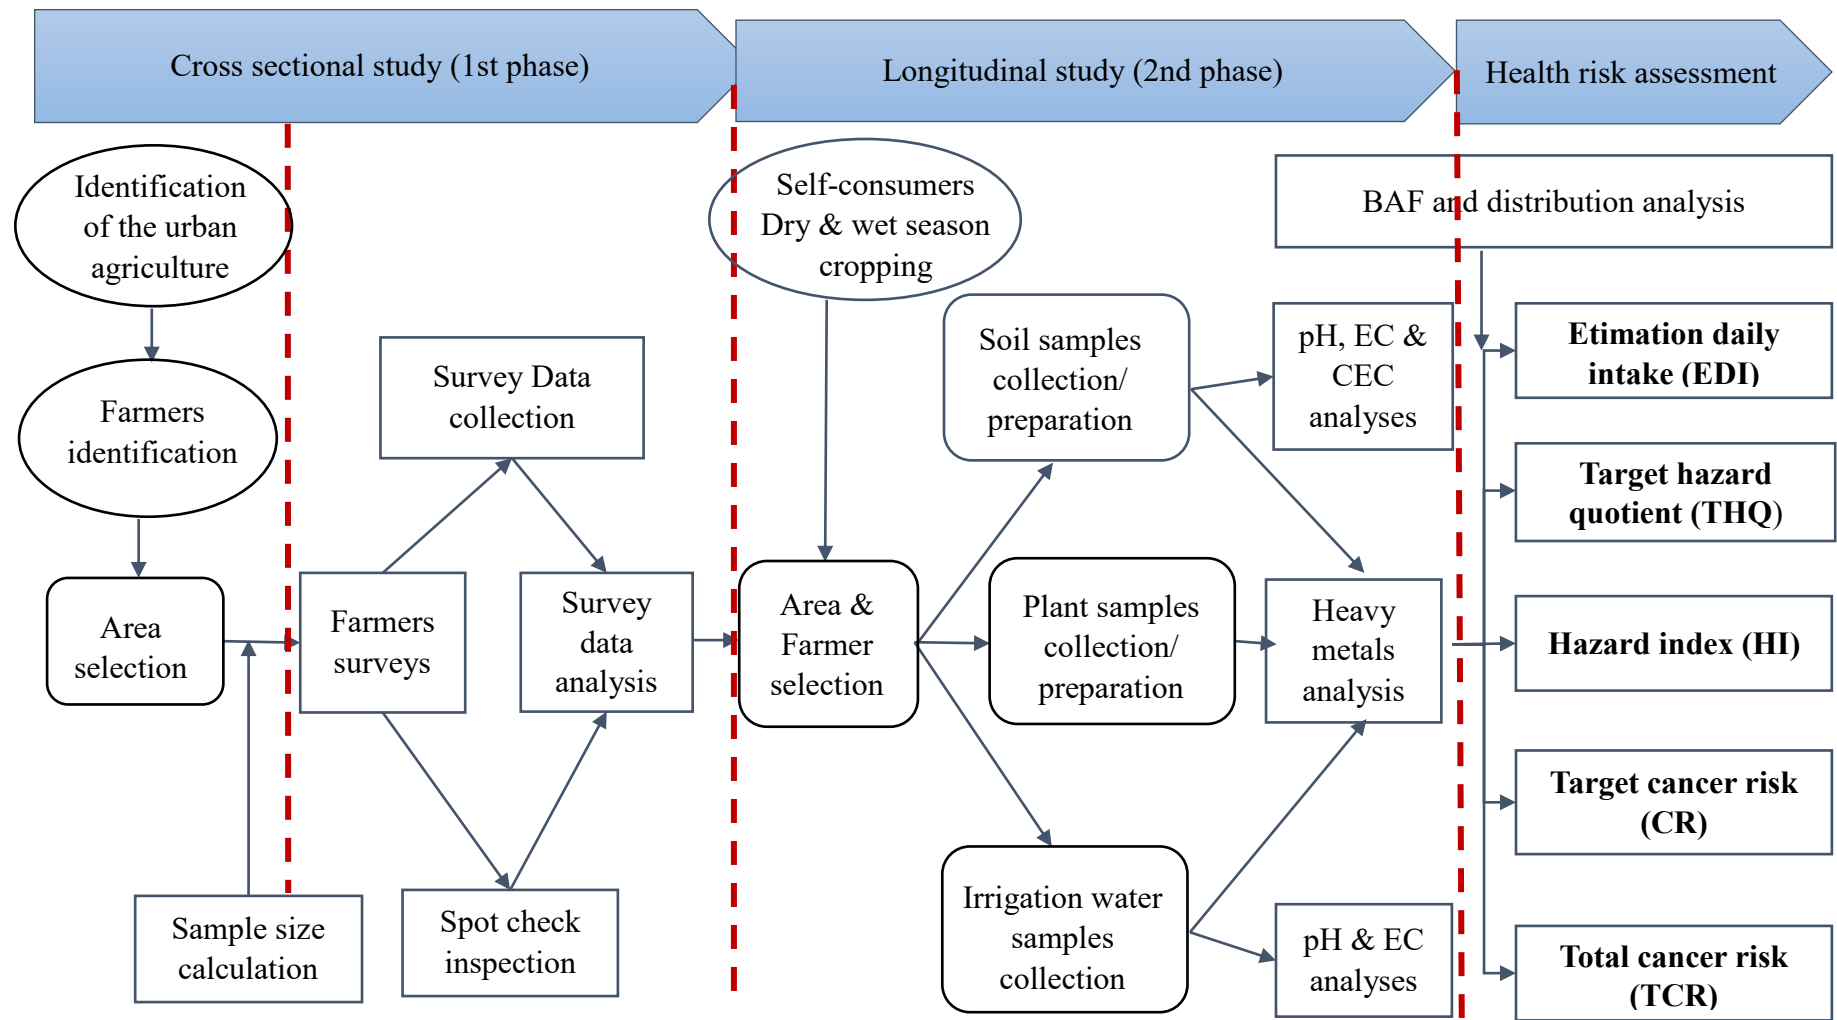 Cross sectional study (1st phase)
Longitudinal study (2nd phase)
Health risk assessment
Identification
of the urban
agriculture
Farmers
identification
Area
selection
Sample size
calculation
Survey Data
collection
Farmers
surveys
Survey
data
analysis
Spot check
inspection
Self-consumers
Dry & wet season
cropping
Area &
Farmer
selection
Soil samples
collection/
preparation
Plant samples
collection/
preparation
Irrigation water
samples
collection
pH, EC &
CEC
analyses
Heavy
metals
analysis
pH & EC
analyses
BAF and distribution analysis
Etimation daily
intake (EDI)
Target hazard
quotient (THQ)
Hazard index (HI)
Target cancer risk
(CR)
Total cancer risk
(TCR)